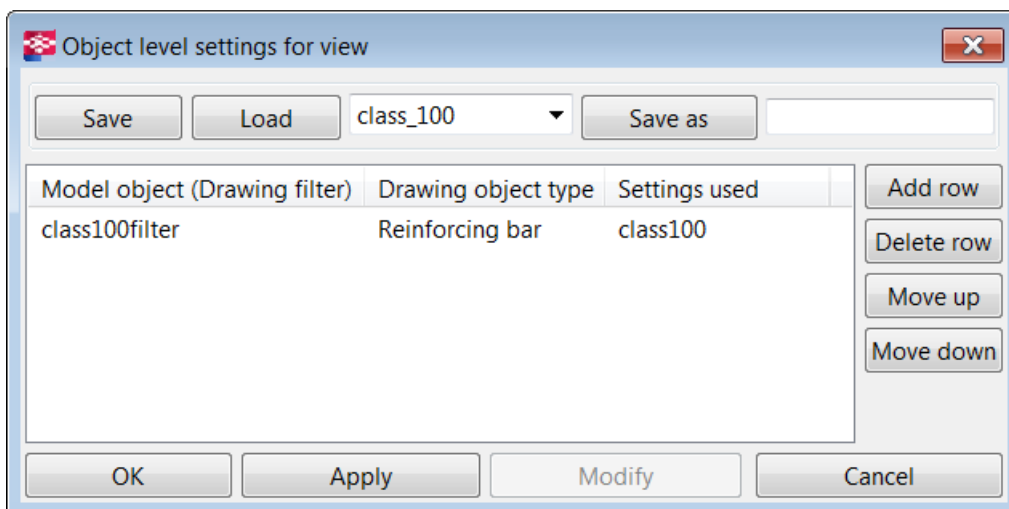 Object level settings for view
Save Load class_100 Save as
Model object (Drawing filter) Drawing object type Settings used
class100filter Reinforcing bar class100
Add row
Delete row
Move up
Move down
OK Apply Modify Cancel